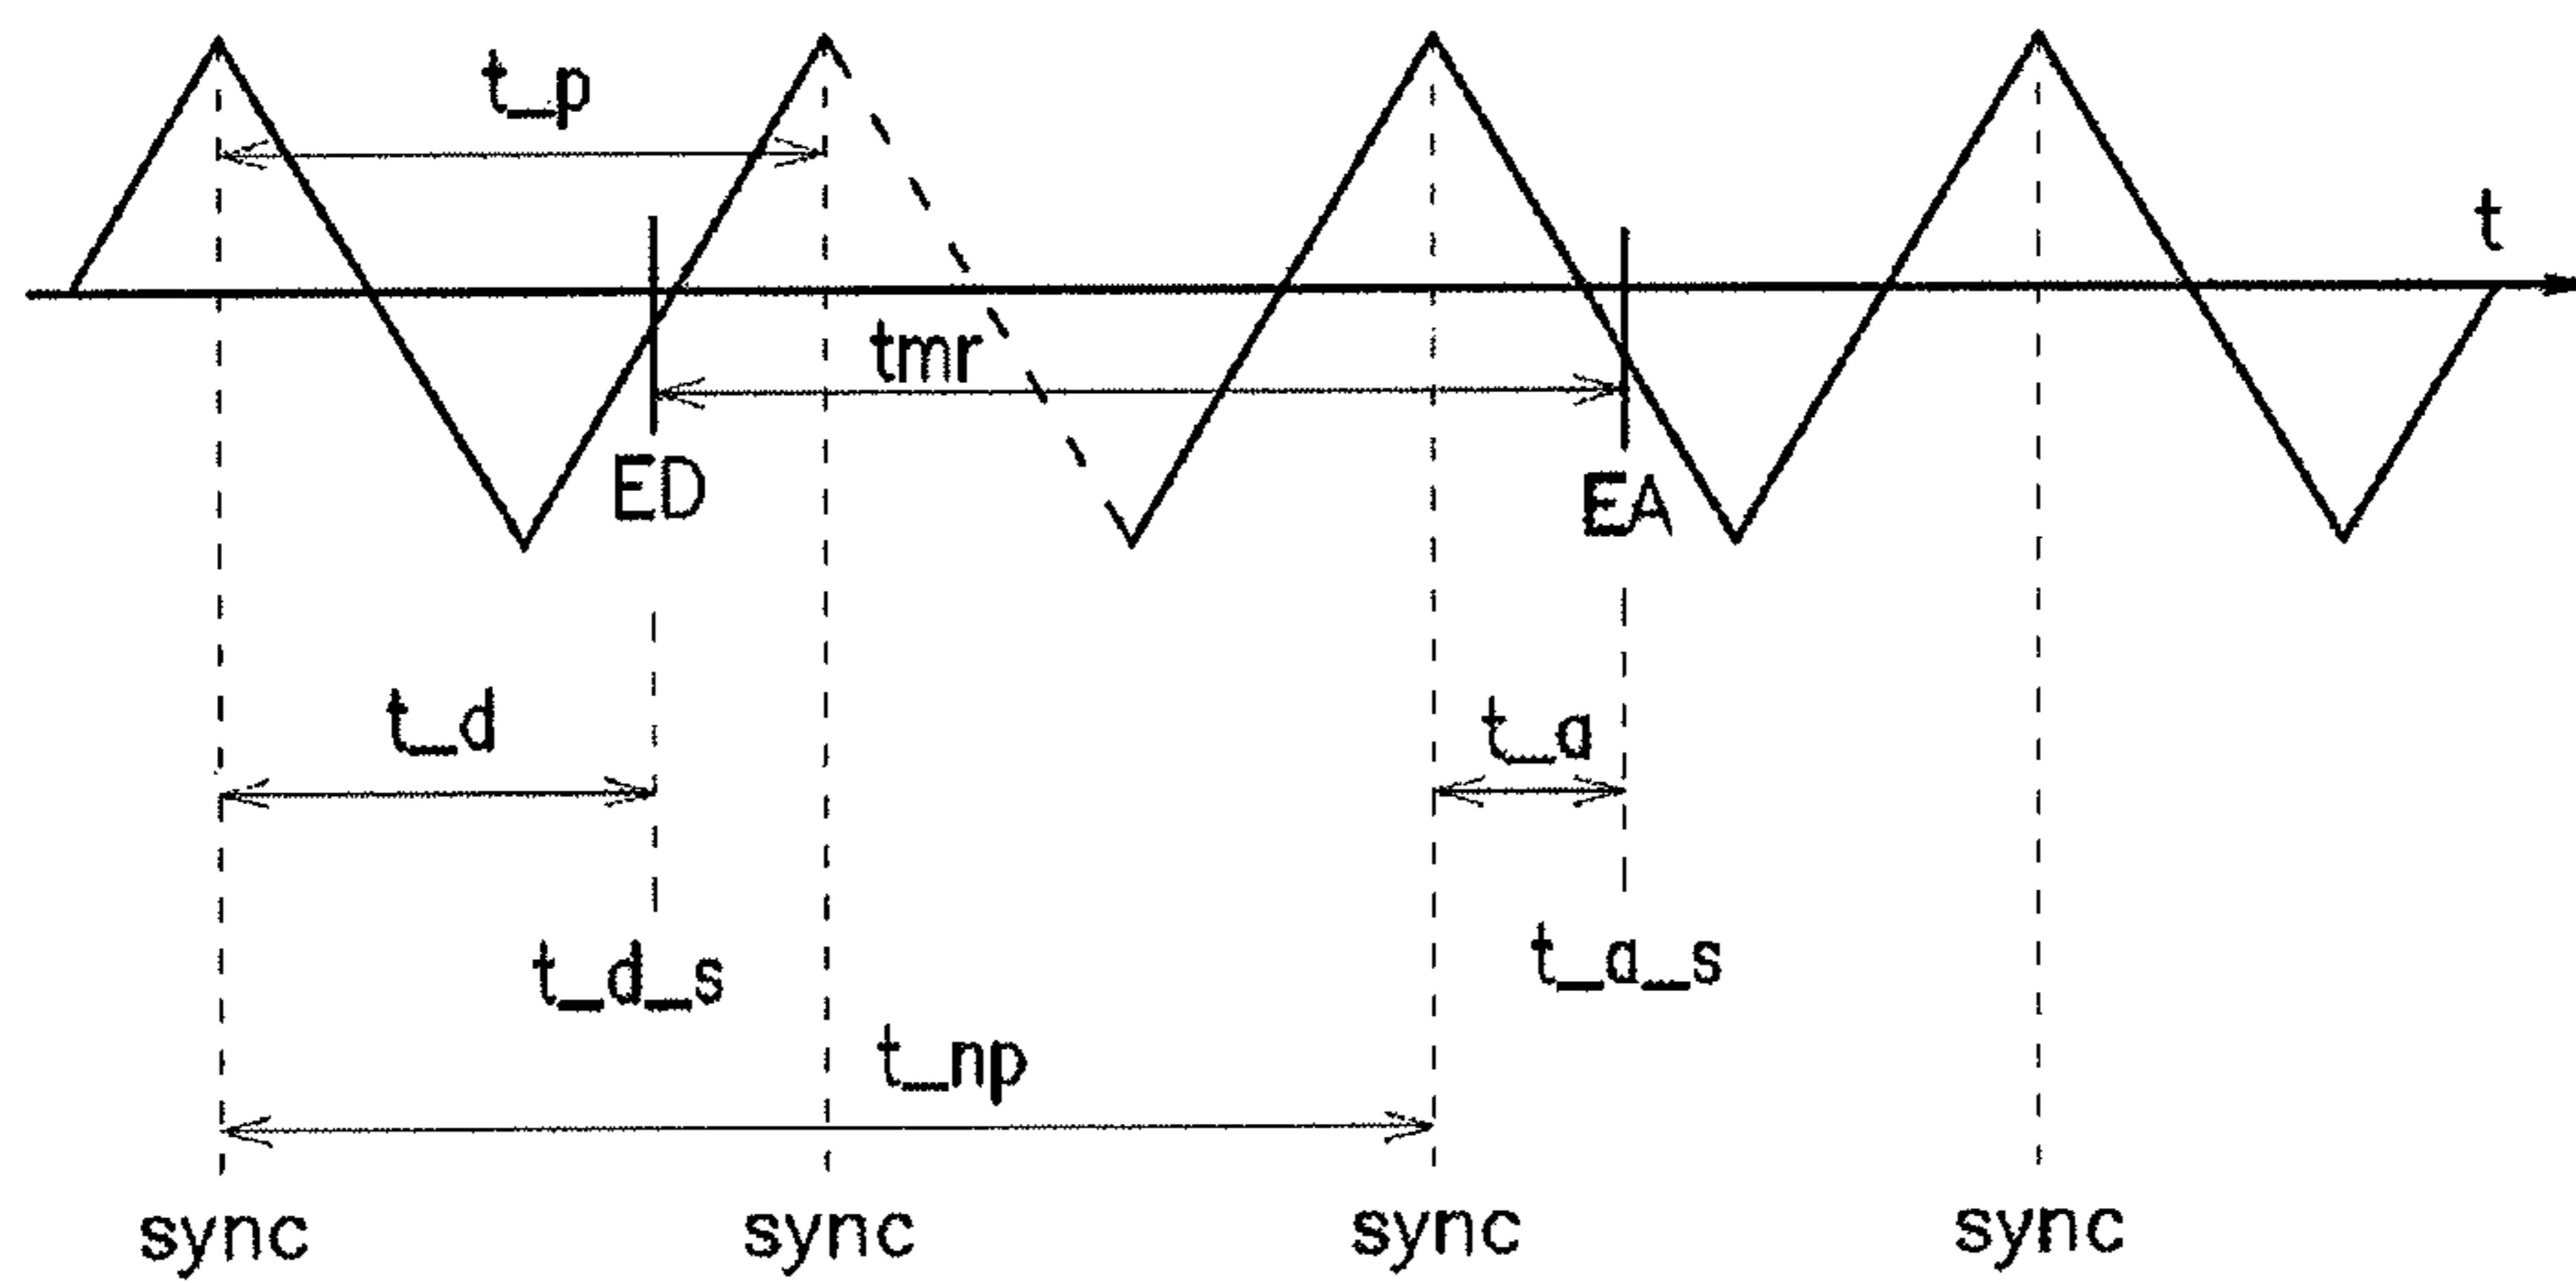 t_p
t
tmr
ED
EA
t_d
t_a
t_d_s
t_a_s
t_np
sync sync sync sync